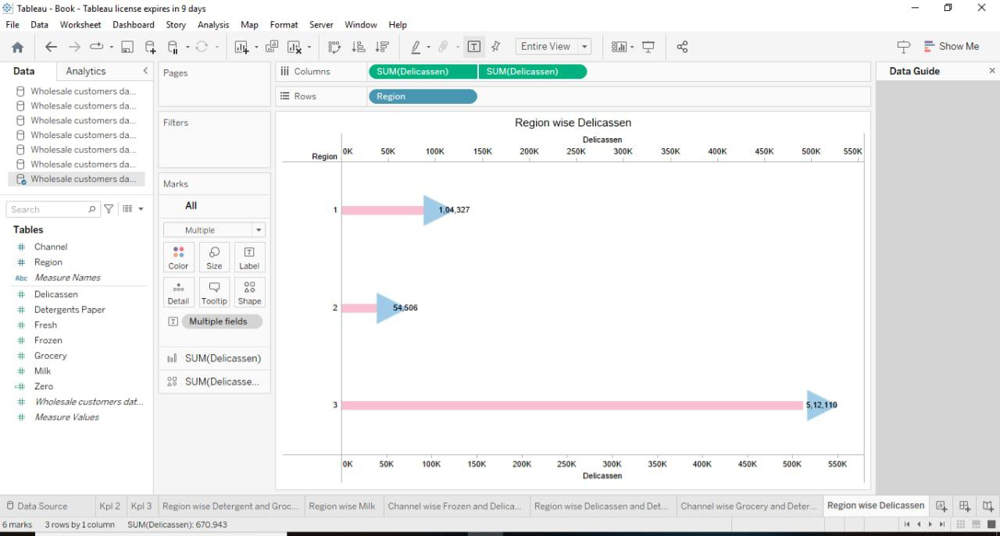 Tableau - Book - Tableau license expires in 9 days
File Data Worksheet Dashboard Story Analysis Map Format Server Window Help
Entire View
Show Me
Data Analytics
Wholesale customers da...
Wholesale customers da...
Wholesale customers da...
Wholesale customers da...
Wholesale customers da...
Wholesale customers da...
Wholesale customers da...
Search
Tables
# Channel
# Region
Abc Measure Names
# Delicassen
# Detergents Paper
# Fresh
# Frozen
# Grocery
# Milk
=# Zero
# Wholesale customers dat...
# Measure Values
Pages
Filters
Marks
All
Multiple
Color Size Label
Detail Tooltip Shape
Multiple fields
SUM(Delicassen)
SUM(Delicasse...
Columns SUM(Delicassen) SUM(Delicassen)
Rows Region
Region wise Delicassen
Delicassen
Region 0K 50K 100K 150K 200K 250K 300K 350K 400K 450K 500K 550K
1 1,04,327
2 54,506
3 5,12,110
0K 50K 100K 150K 200K 250K 300K 350K 400K 450K 500K 550K
Delicassen
Data Guide
Data Source Kpl 2 Kpl 3 Region wise Detergent and Groc... Region wise Milk Channel wise Frozen and Delica... Region wise Delicassen and Det... Channel wise Grocery and Deter... Region wise Delicassen
6 marks 3 rows by 1 column SUM(Delicassen): 670,943